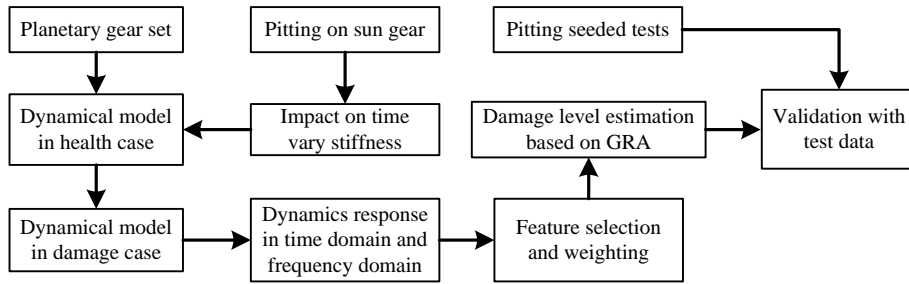 Planetary gear set
Pitting on sun gear
Pitting seeded tests
Dynamical model
in health case
Impact on time
vary stiffness
Damage level estimation
based on GRA
Validation with
test data
Dynamical model
in damage case
Dynamics response
in time domain and
frequency domain
Feature selection
and weighting